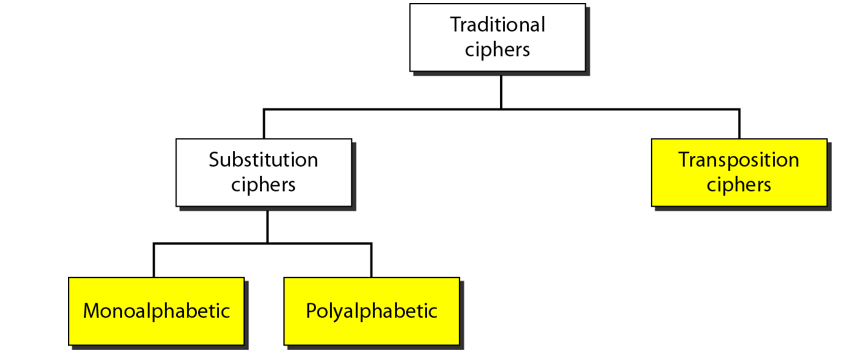 Traditional
ciphers
Substitution
ciphers
Transposition
ciphers
Monoalphabetic
Polyalphabetic